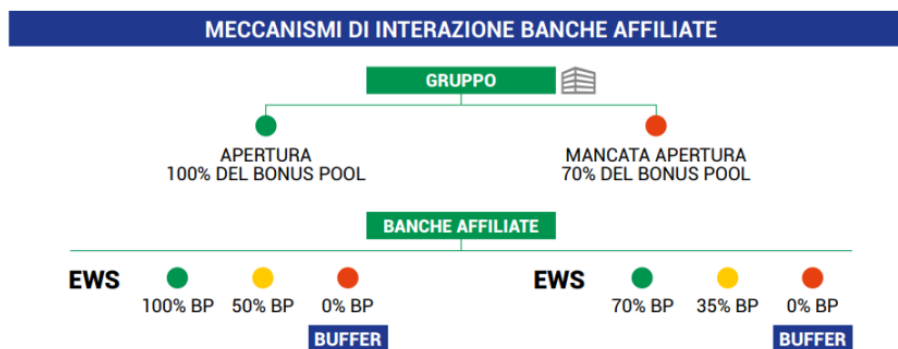 MECCANISMI DI INTERAZIONE BANCHE AFFILIATE
GRUPPO
APERTURA
100% DEL BONUS POOL
MANCATA APERTURA
70% DEL BONUS POOL
BANCHE AFFILIATE
EWS
100% BP
50% BP
0% BP
BUFFER
EWS
70% BP
35% BP
0% BP
BUFFER